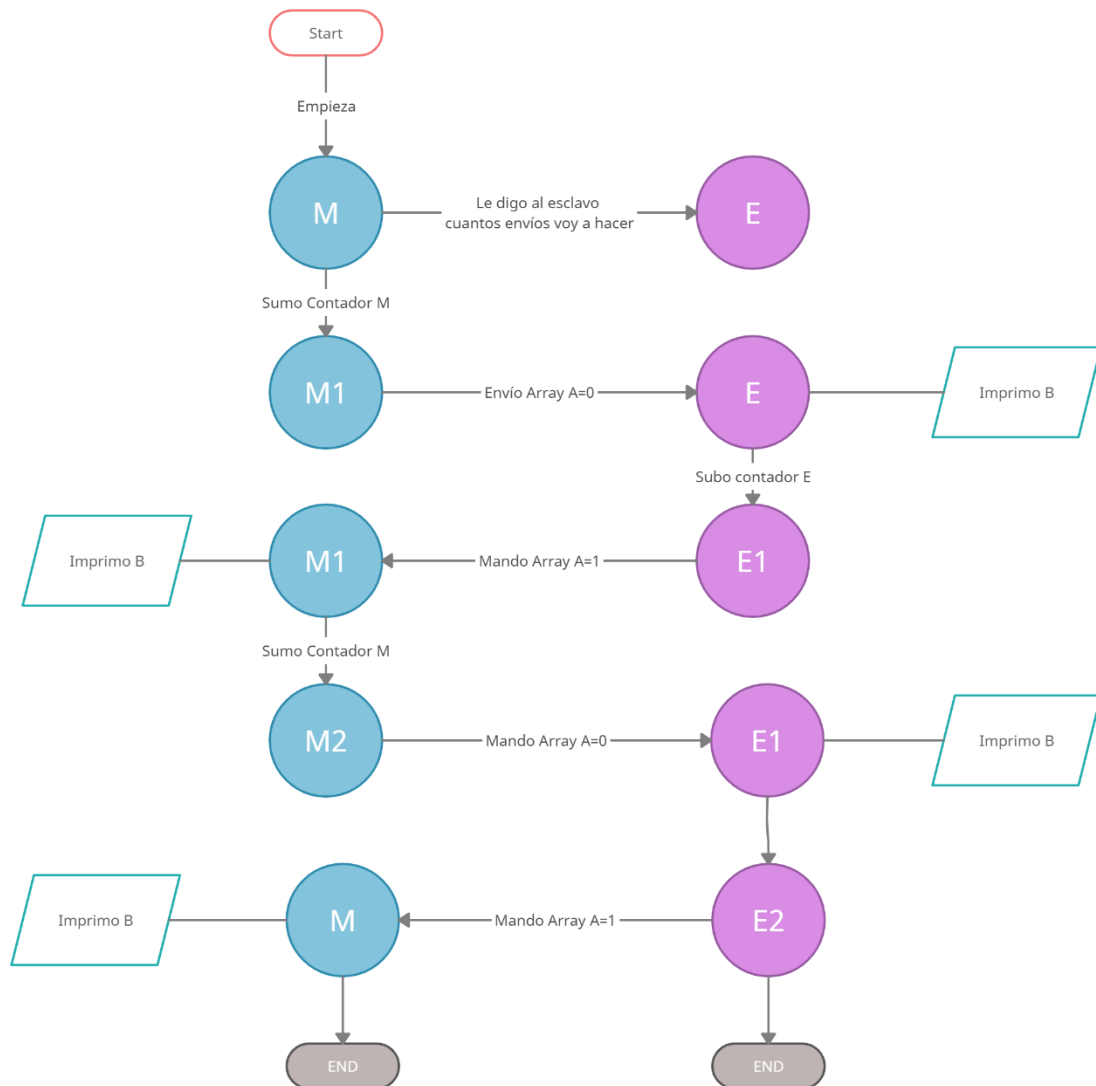 Start
Empieza
M
Le digo al esclavo
cuantos envíos voy a hacer
E
Sumo Contador M
M1
Envío Array A=0
E
Imprimo B
Subo contador E
Imprimo B
M1
Mando Array A=1
E1
Sumo Contador M
M2
Mando Array A=0
E1
Imprimo B
Imprimo B
M
Mando Array A=1
E2
END
END